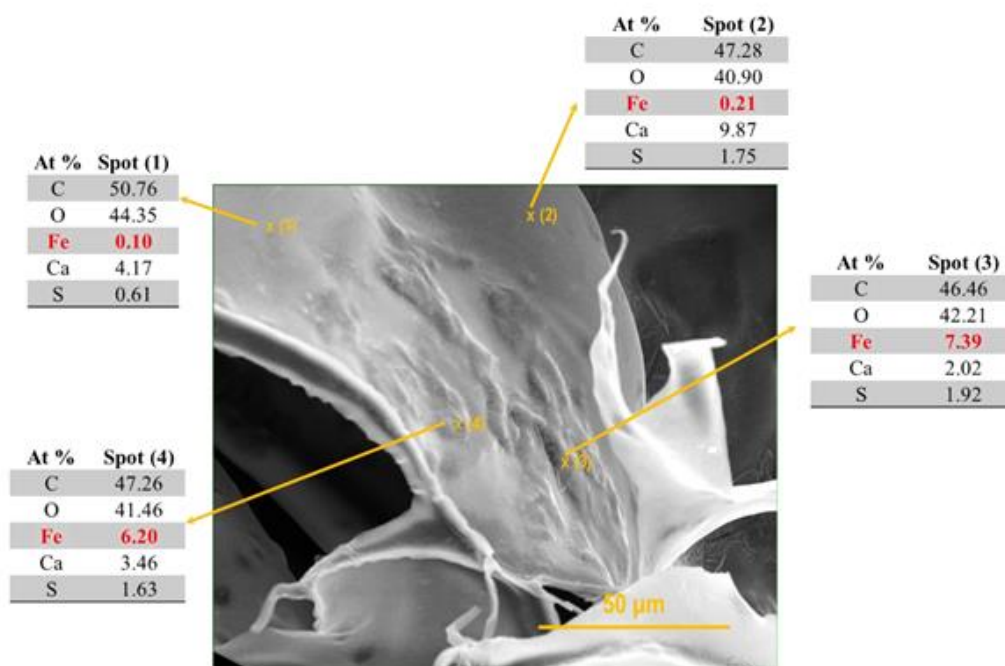 At % Spot (2)
C 47.28
O 40.90
Fe 0.21
Ca 9.87
S 1.75
At % Spot (1)
C 50.76
O 44.35
Fe 0.10
Ca 4.17
S 0.61
x (2)
At % Spot (3)
C 46.46
O 42.21
Fe 7.39
Ca 2.02
S 1.92
x (4)
At % Spot (4)
C 47.26
O 41.46
Fe 6.20
Ca 3.46
S 1.63
50 µm